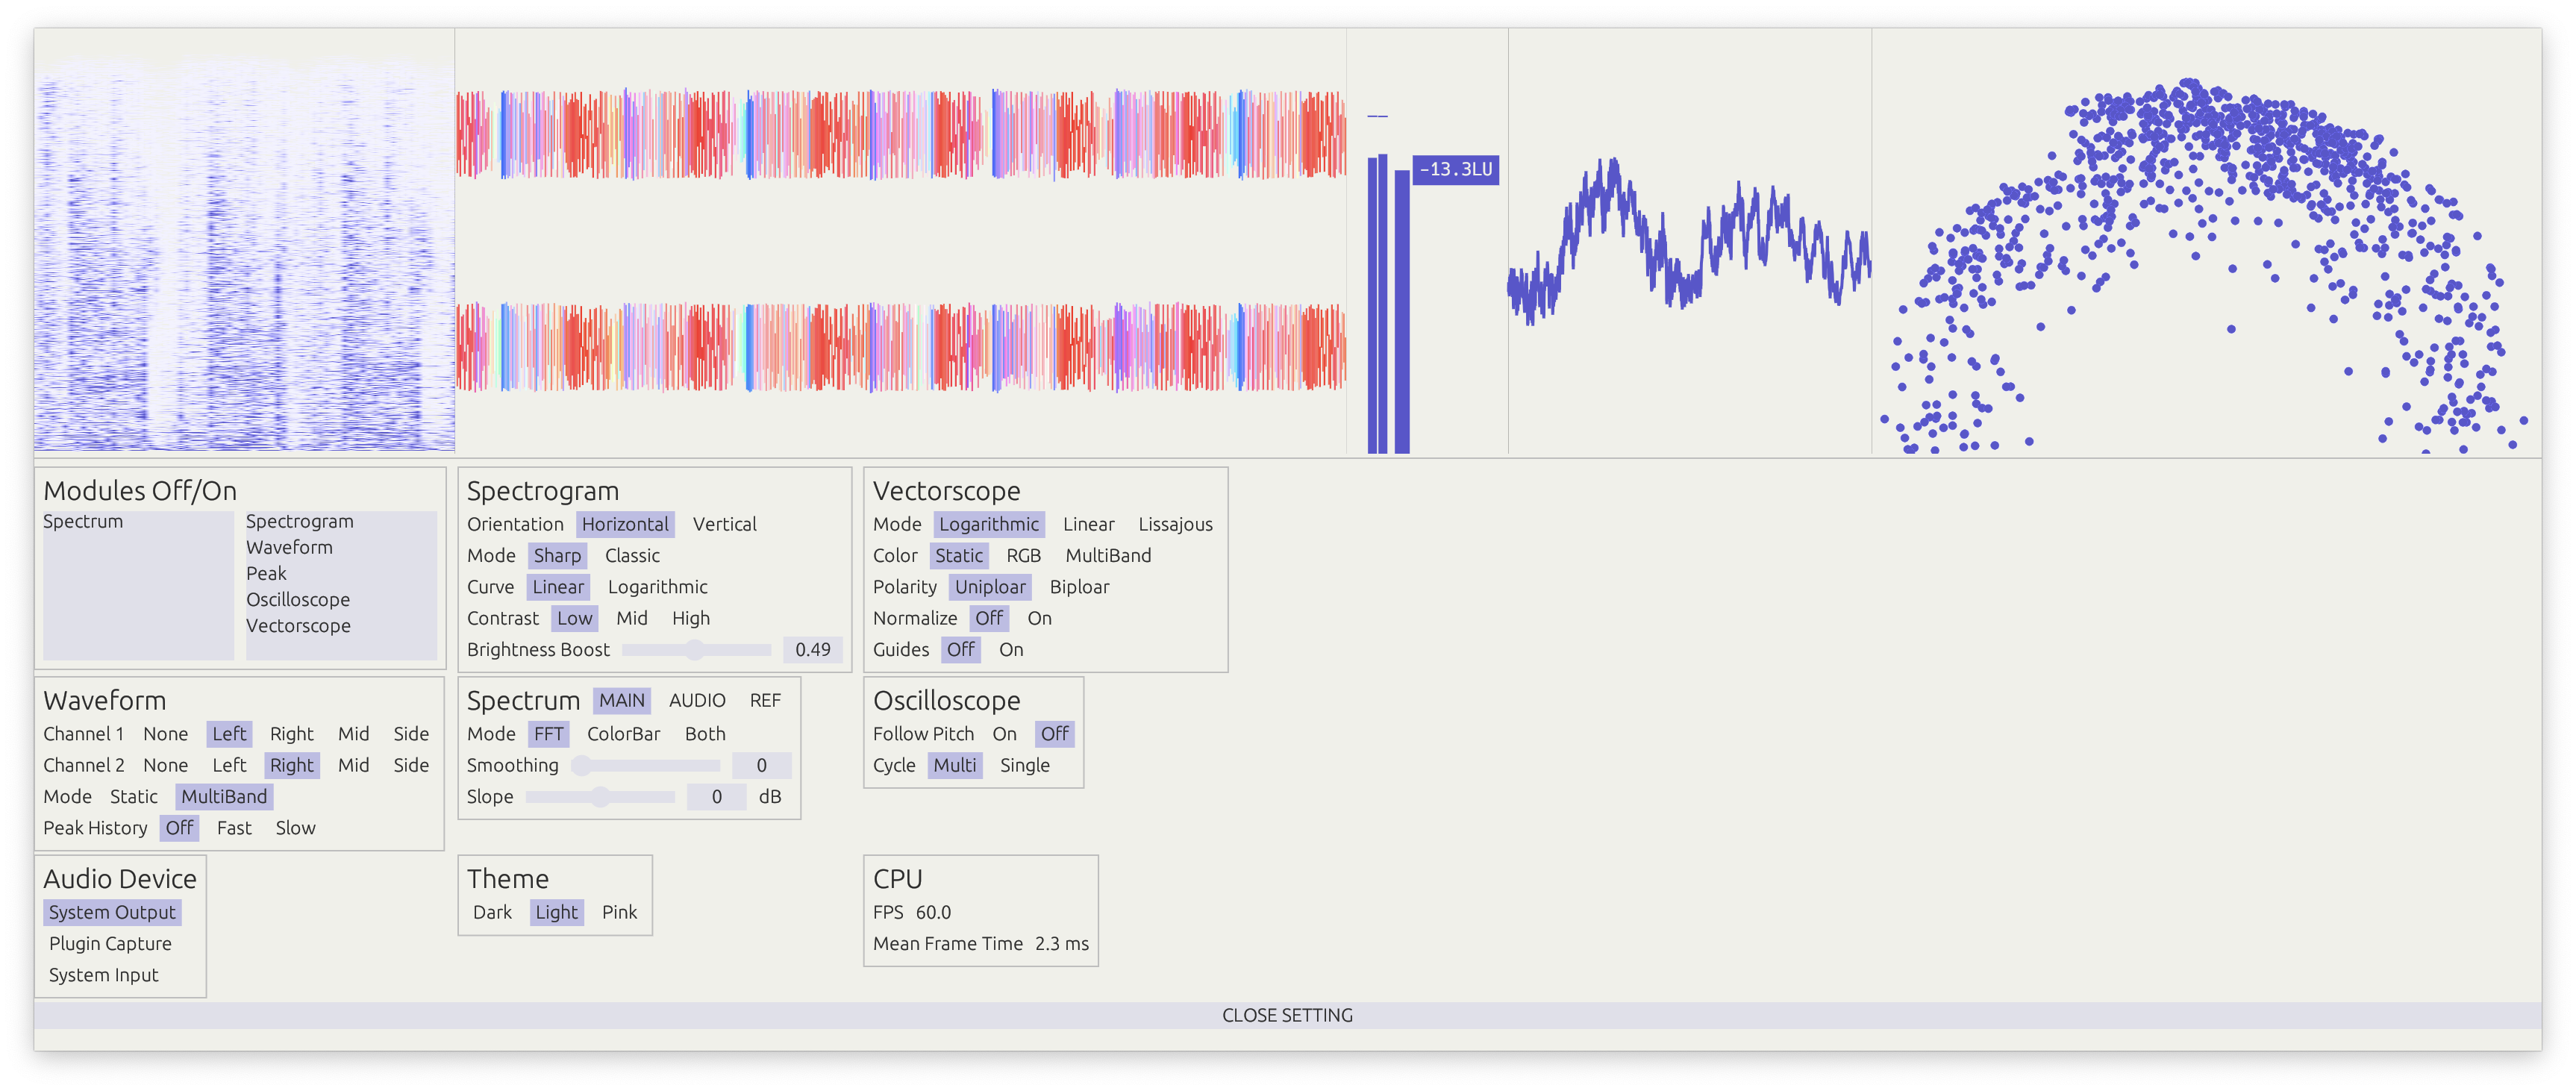 -13.3LU
Modules Off/On
Spectrum
Spectrogram
Waveform
Peak
Oscilloscope
Vectorscope
Spectrogram
Orientation Horizontal Vertical
Mode Sharp Classic
Curve Linear Logarithmic
Contrast Low Mid High
Brightness Boost 0.49
Vectorscope
Mode Logarithmic Linear Lissajous
Color Static RGB MultiBand
Polarity Uniploar Biploar
Normalize Off On
Guides Off On
Waveform
Channel 1 None Left Right Mid Side
Channel 2 None Left Right Mid Side
Mode Static MultiBand
Peak History Off Fast Slow
Spectrum MAIN AUDIO REF
Mode FFT ColorBar Both
Smoothing 0
Slope 0 dB
Oscilloscope
Follow Pitch On Off
Cycle Multi Single
Audio Device
System Output
Plugin Capture
System Input
Theme
Dark Light Pink
CPU
FPS 60.0
Mean Frame Time 2.3 ms
CLOSE SETTING